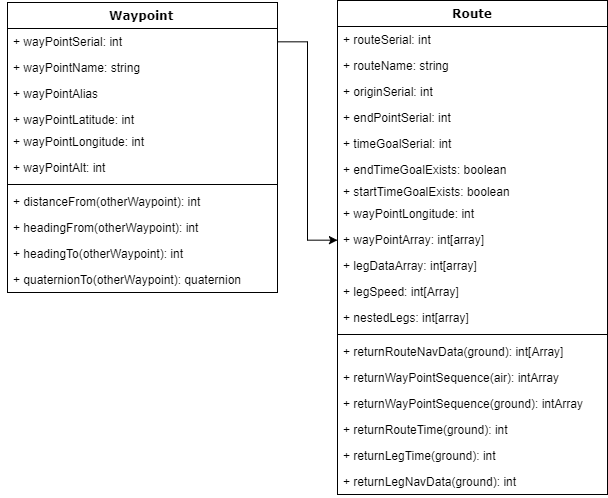 Waypoint
+ wayPointSerial: int
+ wayPointName: string
+ wayPointAlias
+ wayPointLatitude: int
+ wayPointLongitude: int
+ wayPointAlt: int
+ distanceFrom(otherWaypoint): int
+ headingFrom(otherWaypoint): int
+ headingTo(otherWaypoint): int
+ quaternionTo(otherWaypoint): quaternion
Route
+ routeSerial: int
+ routeName: string
+ originSerial: int
+ endPointSerial: int
+ timeGoalSerial: int
+ endTimeGoalExists: boolean
+ startTimeGoalExists: boolean
+ wayPointLongitude: int
+ wayPointArray: int[array]
+ legDataArray: int[array]
+ legSpeed: int[Array]
+ nestedLegs: int[array]
+ returnRouteNavData(ground): int[Array]
+ returnWayPointSequence(air): intArray
+ returnWayPointSequence(ground): intArray
+ returnRouteTime(ground): int
+ returnLegTime(ground): int
+ returnLegNavData(ground): int